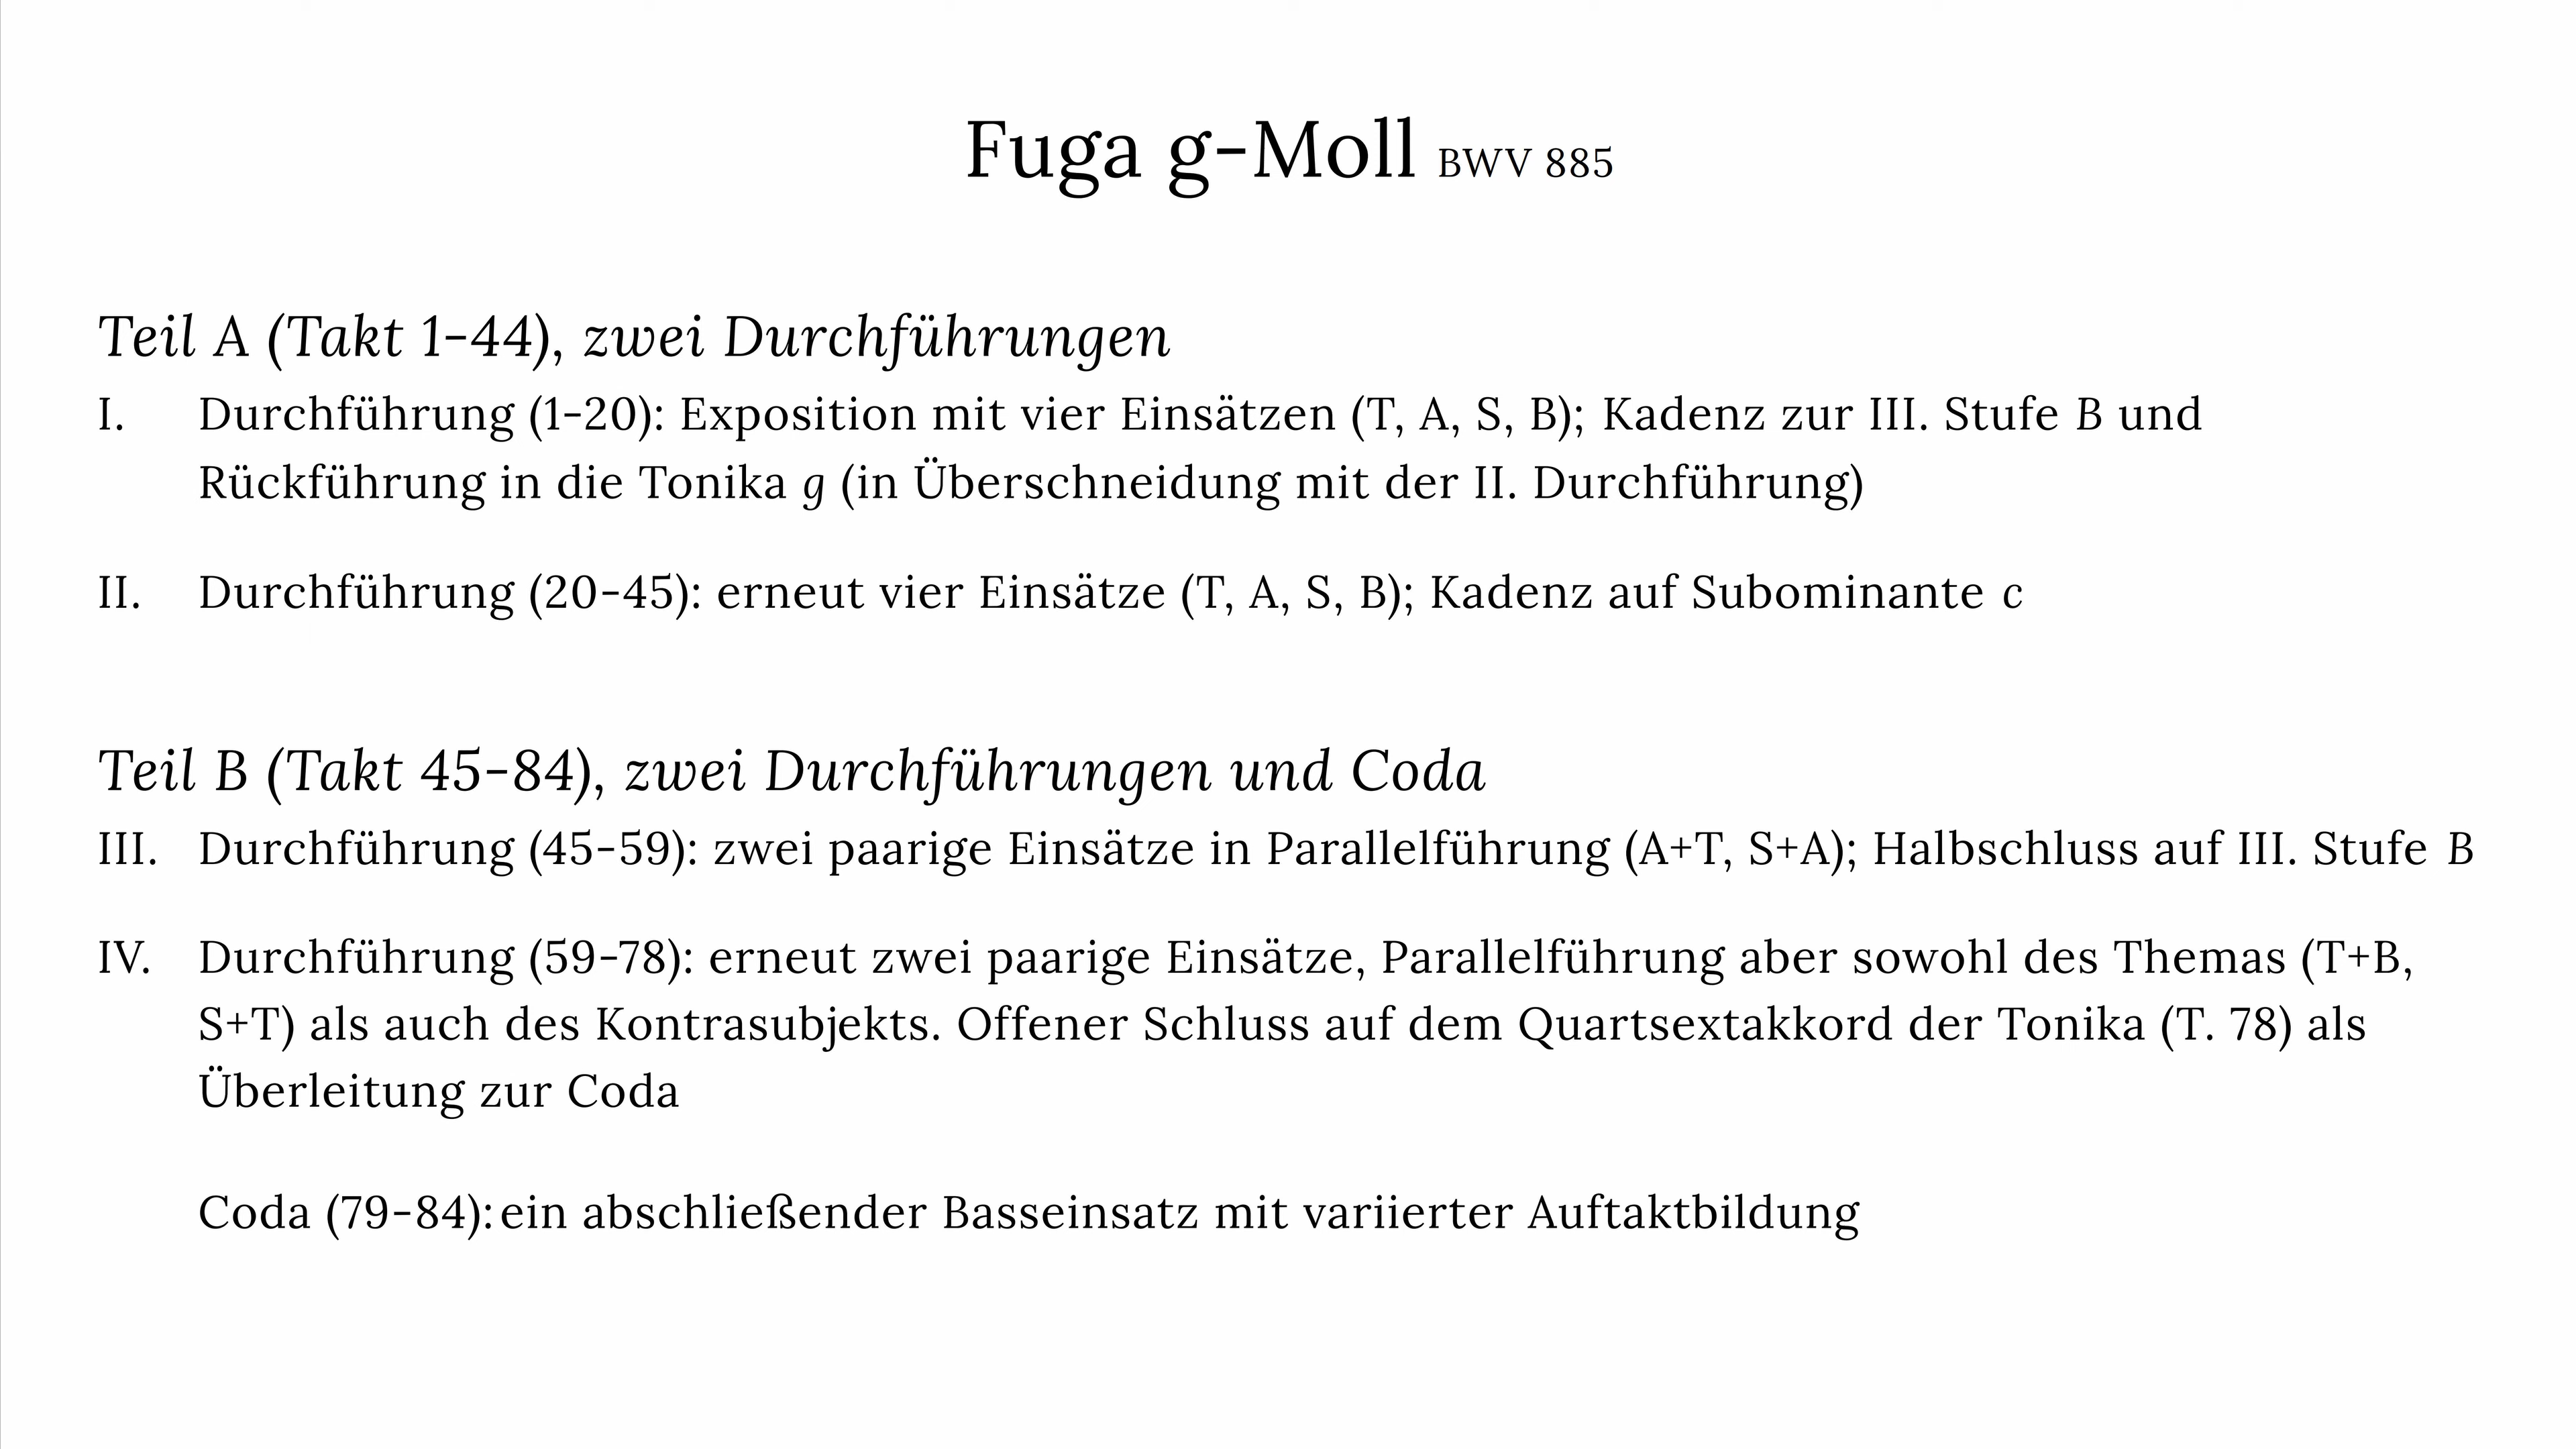 Fuga g-Moll BWV 885
Teil A (Takt 1-44), zwei Durchführungen
I. Durchführung (1-20): Exposition mit vier Einsätzen (T, A, S, B); Kadenz zur III. Stufe B und
Rückführung in die Tonika g (in Überschneidung mit der II. Durchführung)
II. Durchführung (20-45): erneut vier Einsätze (T, A, S, B); Kadenz auf Subominante c
Teil B (Takt 45-84), zwei Durchführungen und Coda
III. Durchführung (45-59): zwei paarige Einsätze in Parallelführung (A+T, S+A); Halbschluss auf III. Stufe B
IV. Durchführung (59-78): erneut zwei paarige Einsätze, Parallelführung aber sowohl des Themas (T+B,
S+T) als auch des Kontrasubjekts. Offener Schluss auf dem Quartsextakkord der Tonika (T. 78) als
Überleitung zur Coda
Coda (79-84): ein abschließender Basseinsatz mit variierter Auftaktbildung